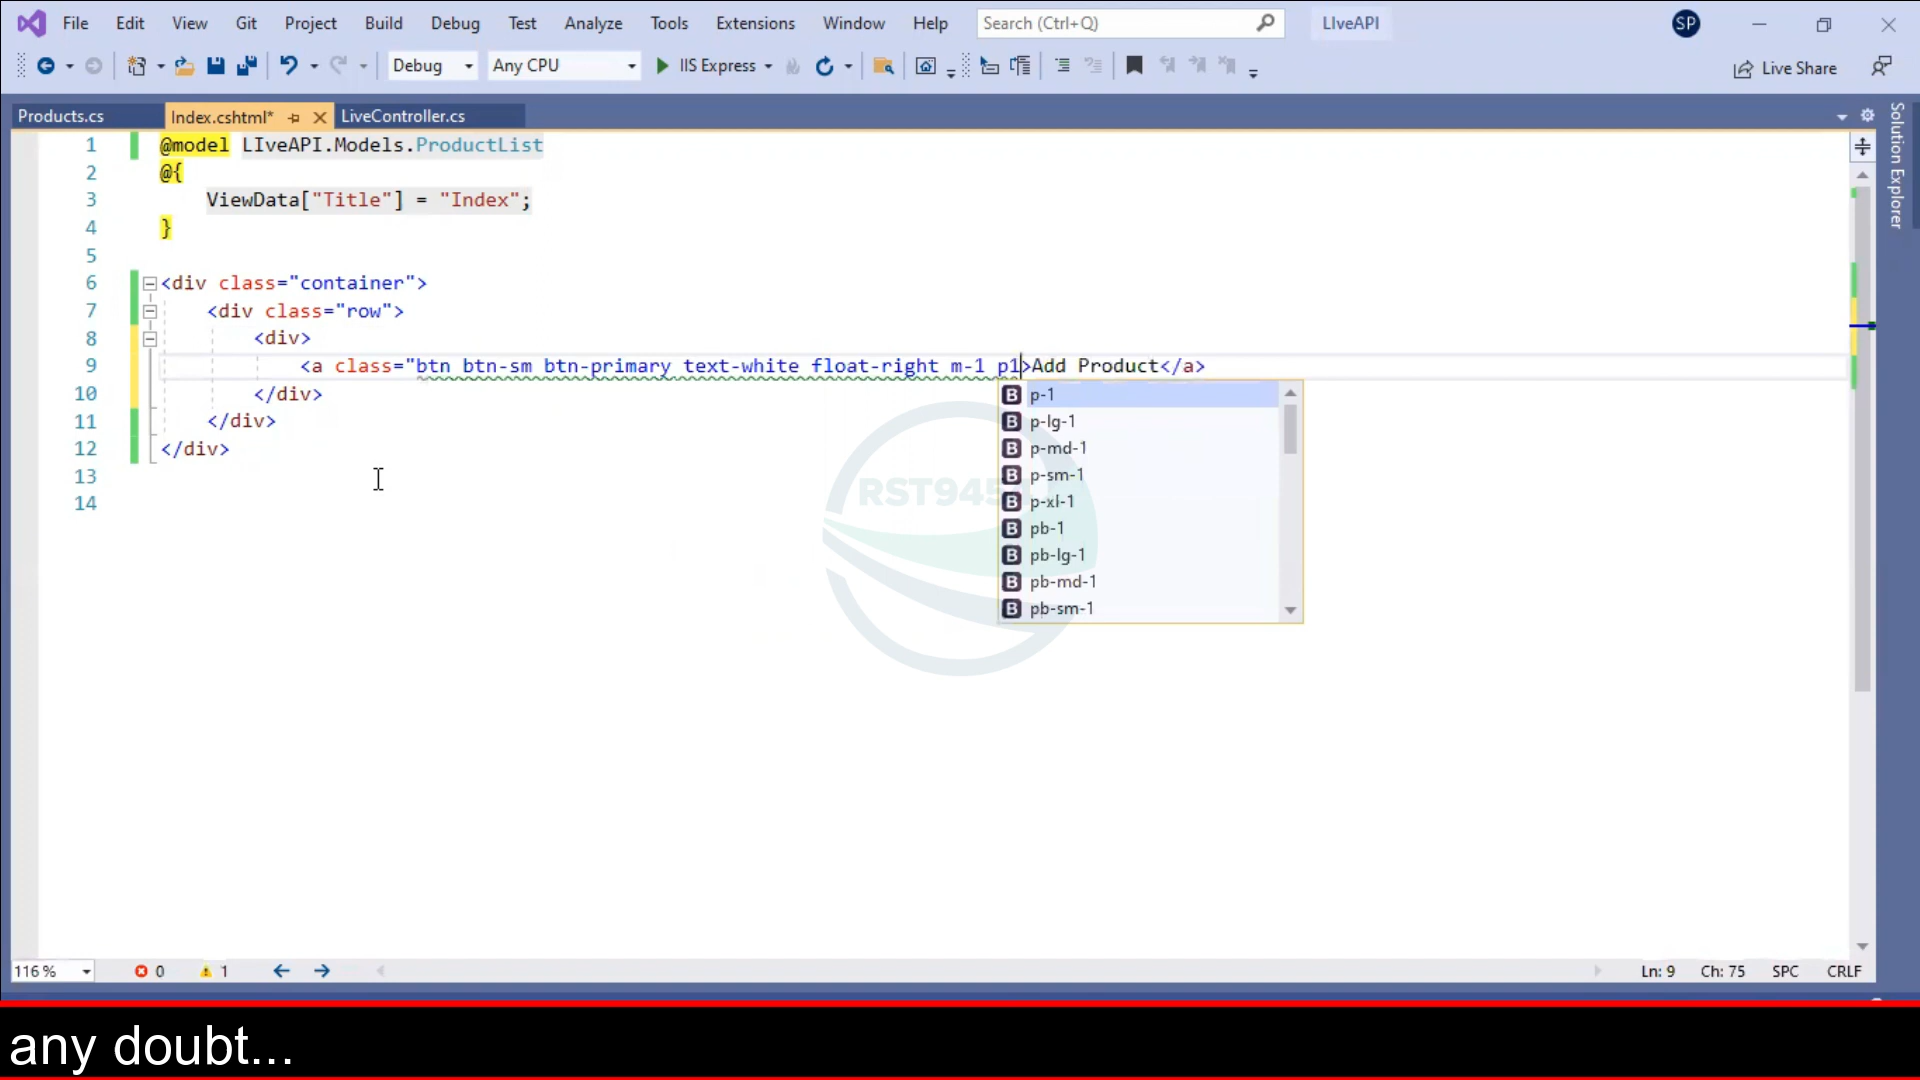 File Edit View Git Project Build Debug Test Analyze Tools Extensions Window Help Search (Ctrl+Q) LIveAPI SP
Debug Any CPU IIS Express Live Share
Products.cs Index.cshtml* LiveController.cs
Solution Explorer
1 @model LIveAPI.Models.ProductList
2 @{
3 ViewData["Title"] = "Index";
4 }
5
6 <div class="container">
7 <div class="row">
8 <div>
9 <a class="btn btn-sm btn-primary text-white float-right m-1 p1>Add Product</a>
10 </div>
11 </div>
12 </div>
13
14
p-1
p-lg-1
p-md-1
p-sm-1
p-xl-1
pb-1
pb-lg-1
pb-md-1
pb-sm-1
116 % 0 1 Ln: 9 Ch: 75 SPC CRLF
any doubt...